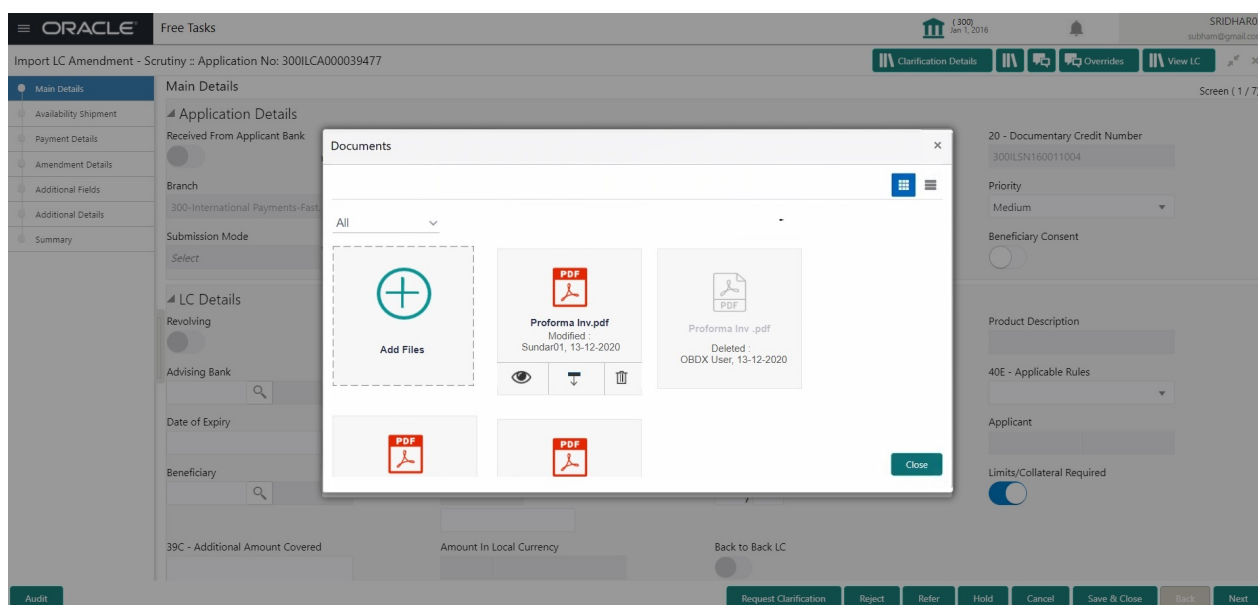 ORACLE
Free Tasks
(300)
Jan 1, 2016
SRIDHAR0
subham@gmail.com
Import LC Amendment - Scrutiny :: Application No: 300ILCA000039477
Clarification Details
Overrides
View LC
Main Details
Availability Shipment
Payment Details
Amendment Details
Additional Fields
Additional Details
Summary
Main Details
Screen ( 1 / 7)
Application Details
Received From Applicant Bank
20 - Documentary Credit Number
300ILSN160011004
Branch
300-International Payments-Fast.
Priority
Medium
Submission Mode
Select
Beneficiary Consent
LC Details
Revolving
Product Description
Advising Bank
40E - Applicable Rules
Date of Expiry
Applicant
Beneficiary
Limits/Collateral Required
39C - Additional Amount Covered
Amount In Local Currency
Back to Back LC
Documents
All
Add Files
PDF
Proforma Inv.pdf
Modified :
Sundar01, 13-12-2020
PDF
Proforma Inv .pdf
Deleted :
OBDX User, 13-12-2020
PDF
PDF
Close
Audit
Request Clarification
Reject
Refer
Hold
Cancel
Save & Close
Back
Next